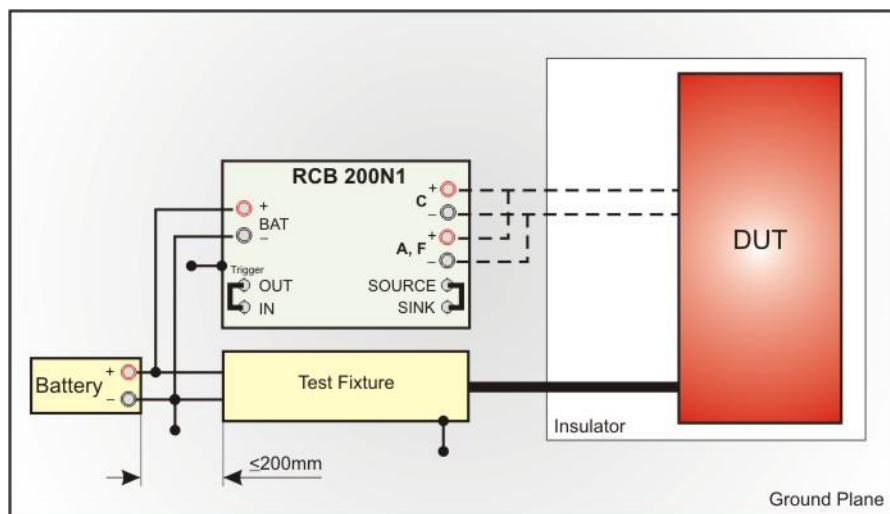 RCB 200N1
+
BAT
−
Trigger
OUT
IN
+
C
−
+
A, F
−
SOURCE
SINK
DUT
Battery
+
−
Test Fixture
Insulator
≤200mm
Ground Plane